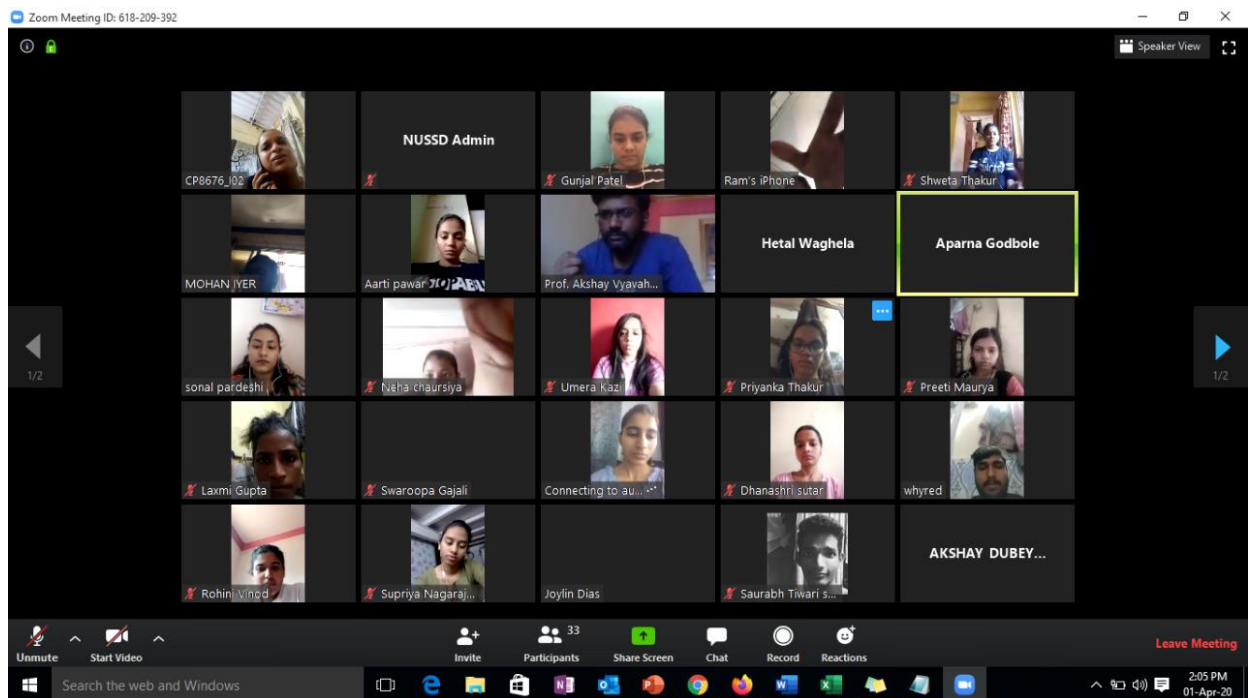 Zoom Meeting ID: 618-209-392
Speaker View
CP8676_I02
NUSSD Admin
Gunjal Patel
Ram's iPhone
Shweta Thakur
MOHAN IYER
Aarti pawar
Prof. Akshay Vyavah...
Hetal Waghela
Aparna Godbole
1/2
sonal pardeshi
Neha chaursiya
Umera Kazi
Priyanka Thakur
Preeti Maurya
1/2
Laxmi Gupta
Swaroopa Gajali
Connecting to au...
Dhanashri sutar
whyred
Rohini Vinod
Supriya Nagaraj...
Joylin Dias
Saurabh Tiwari s...
AKSHAY DUBEY...
Unmute
Start Video
Invite
Participants 33
Share Screen
Chat
Record
Reactions
Leave Meeting
Search the web and Windows
2:05 PM
01-Apr-20